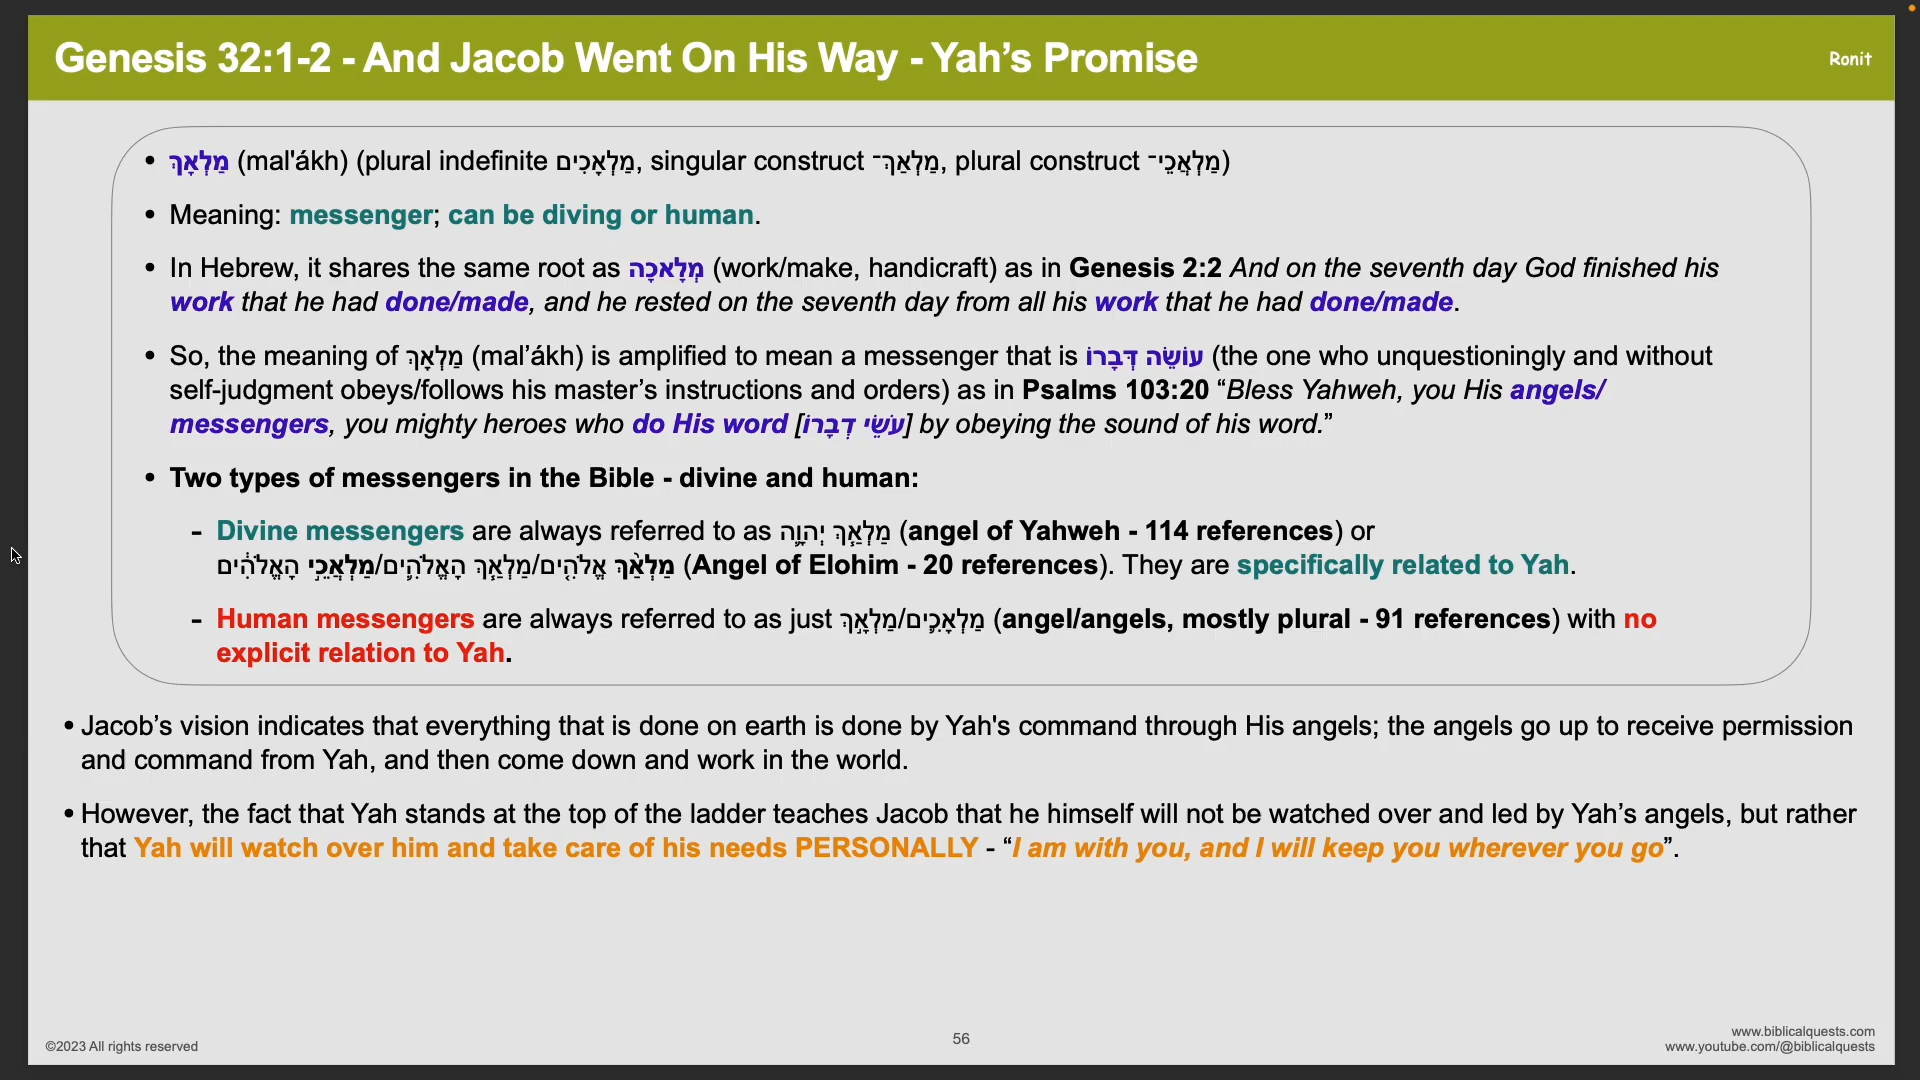 Genesis 32:1-2 - And Jacob Went On His Way - Yah’s Promise
Ronit
• מַלְאָךְ (mal'ákh) (plural indefinite מַלְאָכִים, singular construct מַלְאַךְ־, plural construct מַלְאֲכֵי־)
• Meaning: messenger; can be diving or human.
• In Hebrew, it shares the same root as מְלָאכָה (work/make, handicraft) as in Genesis 2:2 And on the seventh day God finished his
work that he had done/made, and he rested on the seventh day from all his work that he had done/made.
• So, the meaning of מַלְאָךְ (mal’ákh) is amplified to mean a messenger that is עוֹשֵׂה דְּבָרוֹ (the one who unquestioningly and without
self-judgment obeys/follows his master’s instructions and orders) as in Psalms 103:20 “Bless Yahweh, you His angels/
messengers, you mighty heroes who do His word [עֹשֵׂי דְבָרוֹ] by obeying the sound of his word.”
• Two types of messengers in the Bible - divine and human:
- Divine messengers are always referred to as מַלְאַ֧ךְ יְהוָ֛ה (angel of Yahweh - 114 references) or
מַלְאַ֨ךְ אֱלֹהִ֤ים/מַלְאַ֧ךְ הָאֱלֹהִ֛ים/מַלְאֲכֵ֣י הָאֱלֹהִ֔ים (Angel of Elohim - 20 references). They are specifically related to Yah.
- Human messengers are always referred to as just מַלְאָכִ֛ים/מַלְאָ֣ךְ (angel/angels, mostly plural - 91 references) with no
explicit relation to Yah.
• Jacob’s vision indicates that everything that is done on earth is done by Yah's command through His angels; the angels go up to receive permission
and command from Yah, and then come down and work in the world.
• However, the fact that Yah stands at the top of the ladder teaches Jacob that he himself will not be watched over and led by Yah’s angels, but rather
that Yah will watch over him and take care of his needs PERSONALLY - “I am with you, and I will keep you wherever you go”.
©2023 All rights reserved
56
www.biblicalquests.com
www.youtube.com/@biblicalquests